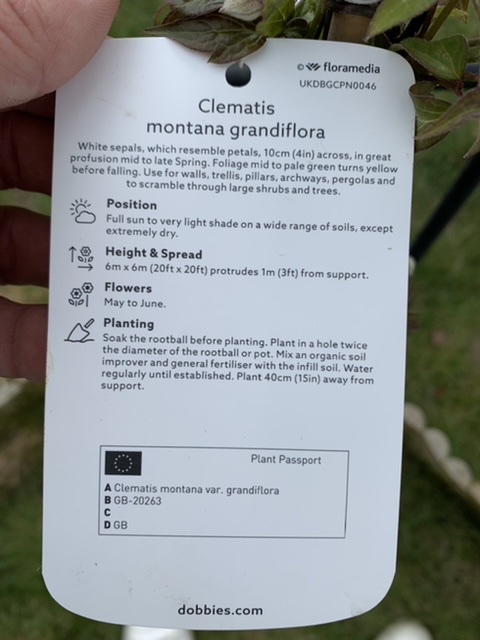 © floramedia
UKDBGCPN0046
Clematis
montana grandiflora
White sepals, which resemble petals, 10cm (4in) across, in great
profusion mid to late Spring. Foliage mid to pale green turns yellow
before falling. Use for walls, trellis, pillars, archways, pergolas and
to scramble through large shrubs and trees.
Position
Full sun to very light shade on a wide range of soils, except
extremely dry.
Height & Spread
6m x 6m (20ft x 20ft) protrudes 1m (3ft) from support.
Flowers
May to June.
Planting
Soak the rootball before planting. Plant in a hole twice
the diameter of the rootball or pot. Mix an organic soil
improver and general fertiliser with the infill soil. Water
regularly until established. Plant 40cm (15in) away from
support.
Plant Passport
A Clematis montana var. grandiflora
B GB-20263
C
D GB
dobbies.com